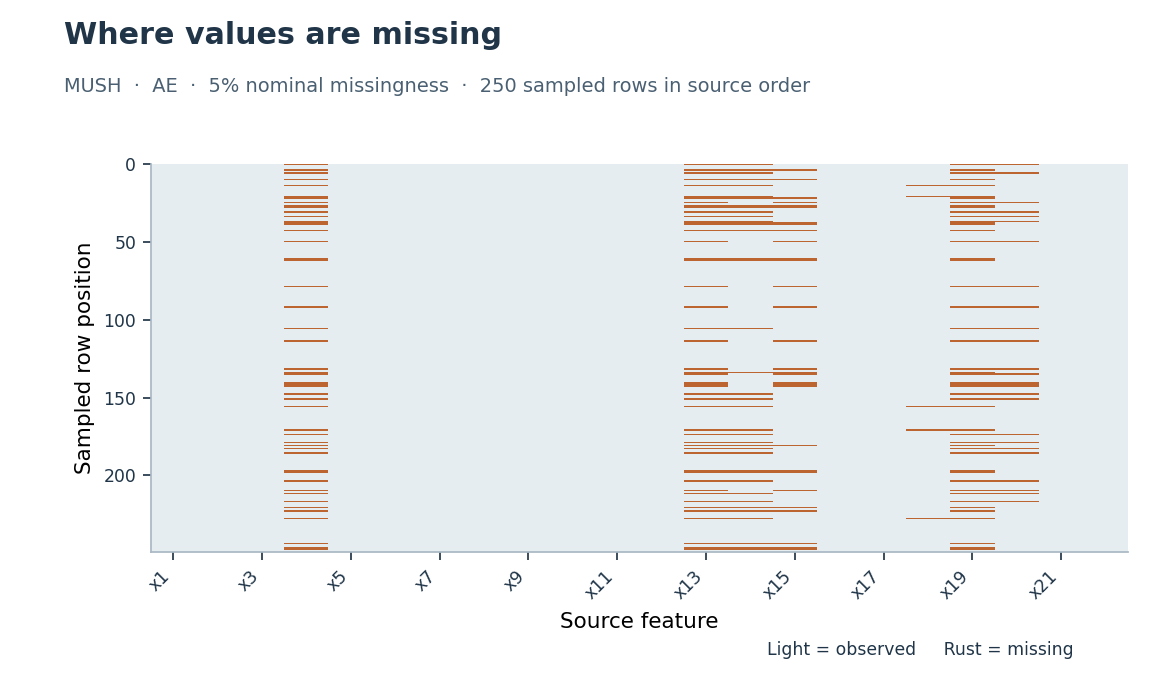 Where values are missing
MUSH · AE · 5% nominal missingness · 250 sampled rows in source order
0
50
100
150
200
Sampled row position
x1
x3
x5
x7
x9
x11
x13
x15
x17
x19
x21
Source feature
Light = observed Rust = missing